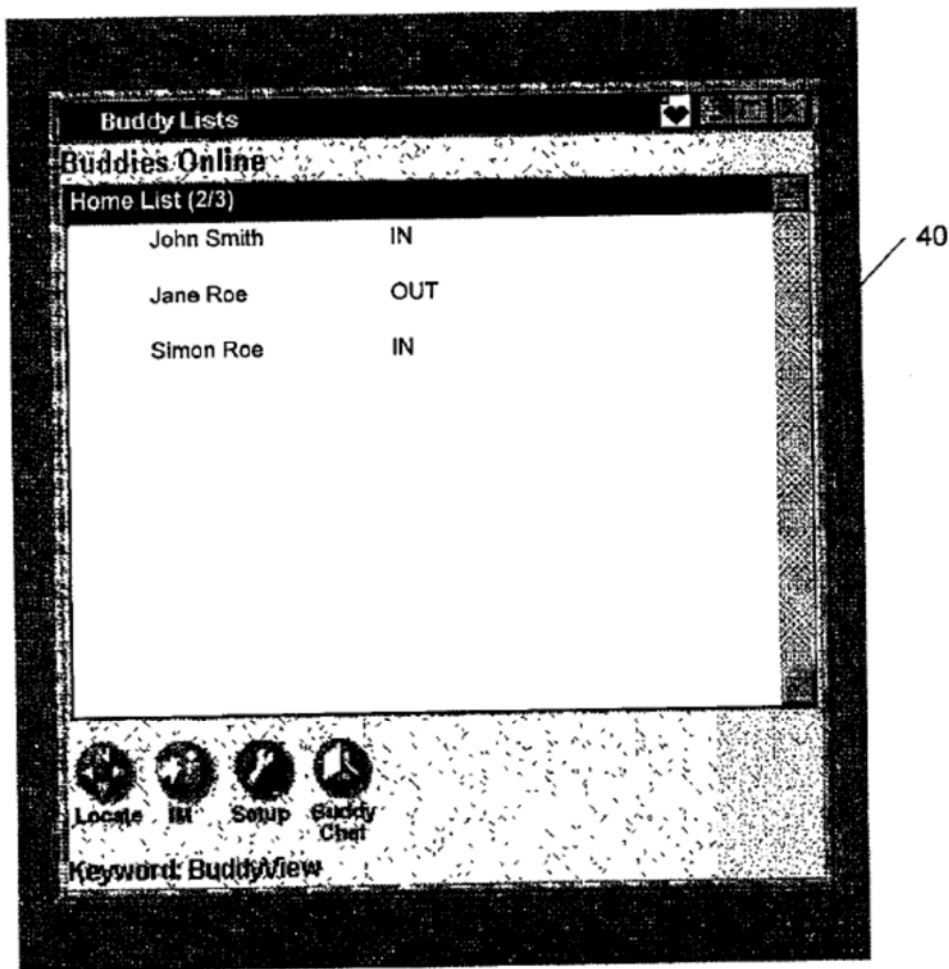 Buddy Lists
Buddies Online
Home List (2/3)
John Smith IN
40
Jane Roe OUT
Simon Roe IN
Locate IM Setup Buddy Chat
Keyword: BuddyView